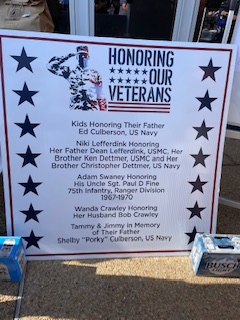 HONORING
OUR
VETERANS
Kids Honoring Their Father
Ed Culberson, US Navy
Niki Lefferdink Honoring
Her Father Dean Lefferdink, USMC, Her
Brother Ken Dettmer, USMC and Her
Brother Christopher Dettmer, US Navy
Adam Swaney Honoring
His Uncle Sgt. Paul D Fine
75th Infantry, Ranger Division
1967-1970
Wanda Crawley Honoring
Her Husband Bob Crawley
Tammy & Jimmy in Memory
of Their Father
Shelby "Porky" Culberson, US Navy
BUSCH